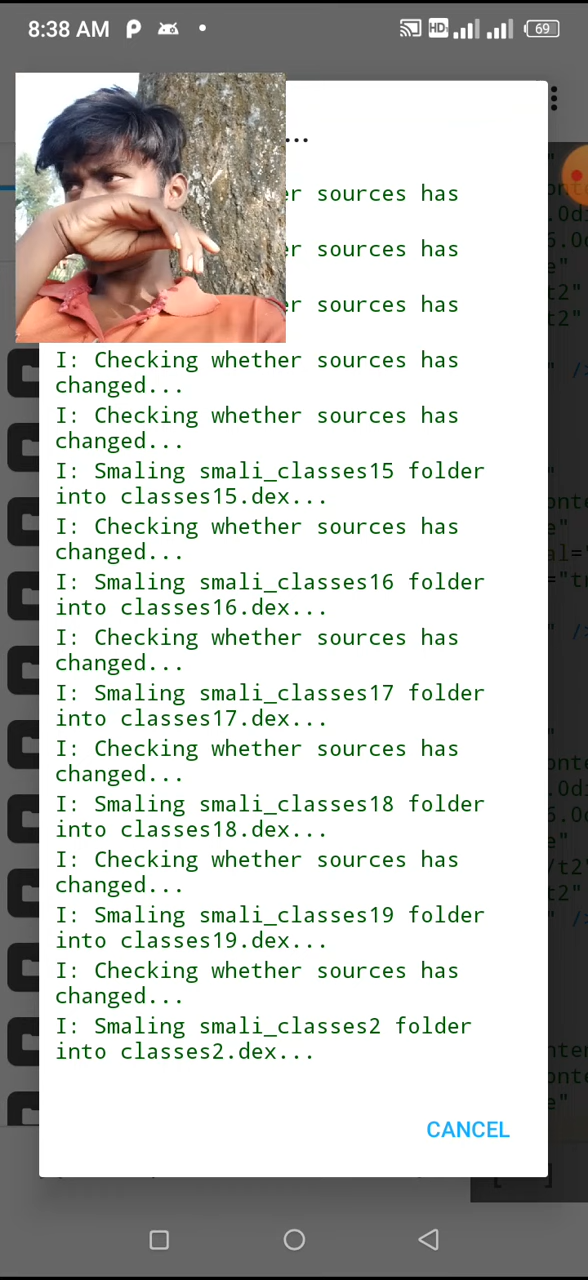 8:38 AM
HD
69
...
er sources has
er sources has
er sources has
I: Checking whether sources has
changed...
I: Checking whether sources has
changed...
I: Smaling smali_classes15 folder
into classes15.dex...
I: Checking whether sources has
changed...
I: Smaling smali_classes16 folder
into classes16.dex...
I: Checking whether sources has
changed...
I: Smaling smali_classes17 folder
into classes17.dex...
I: Checking whether sources has
changed...
I: Smaling smali_classes18 folder
into classes18.dex...
I: Checking whether sources has
changed...
I: Smaling smali_classes19 folder
into classes19.dex...
I: Checking whether sources has
changed...
I: Smaling smali_classes2 folder
into classes2.dex...
CANCEL